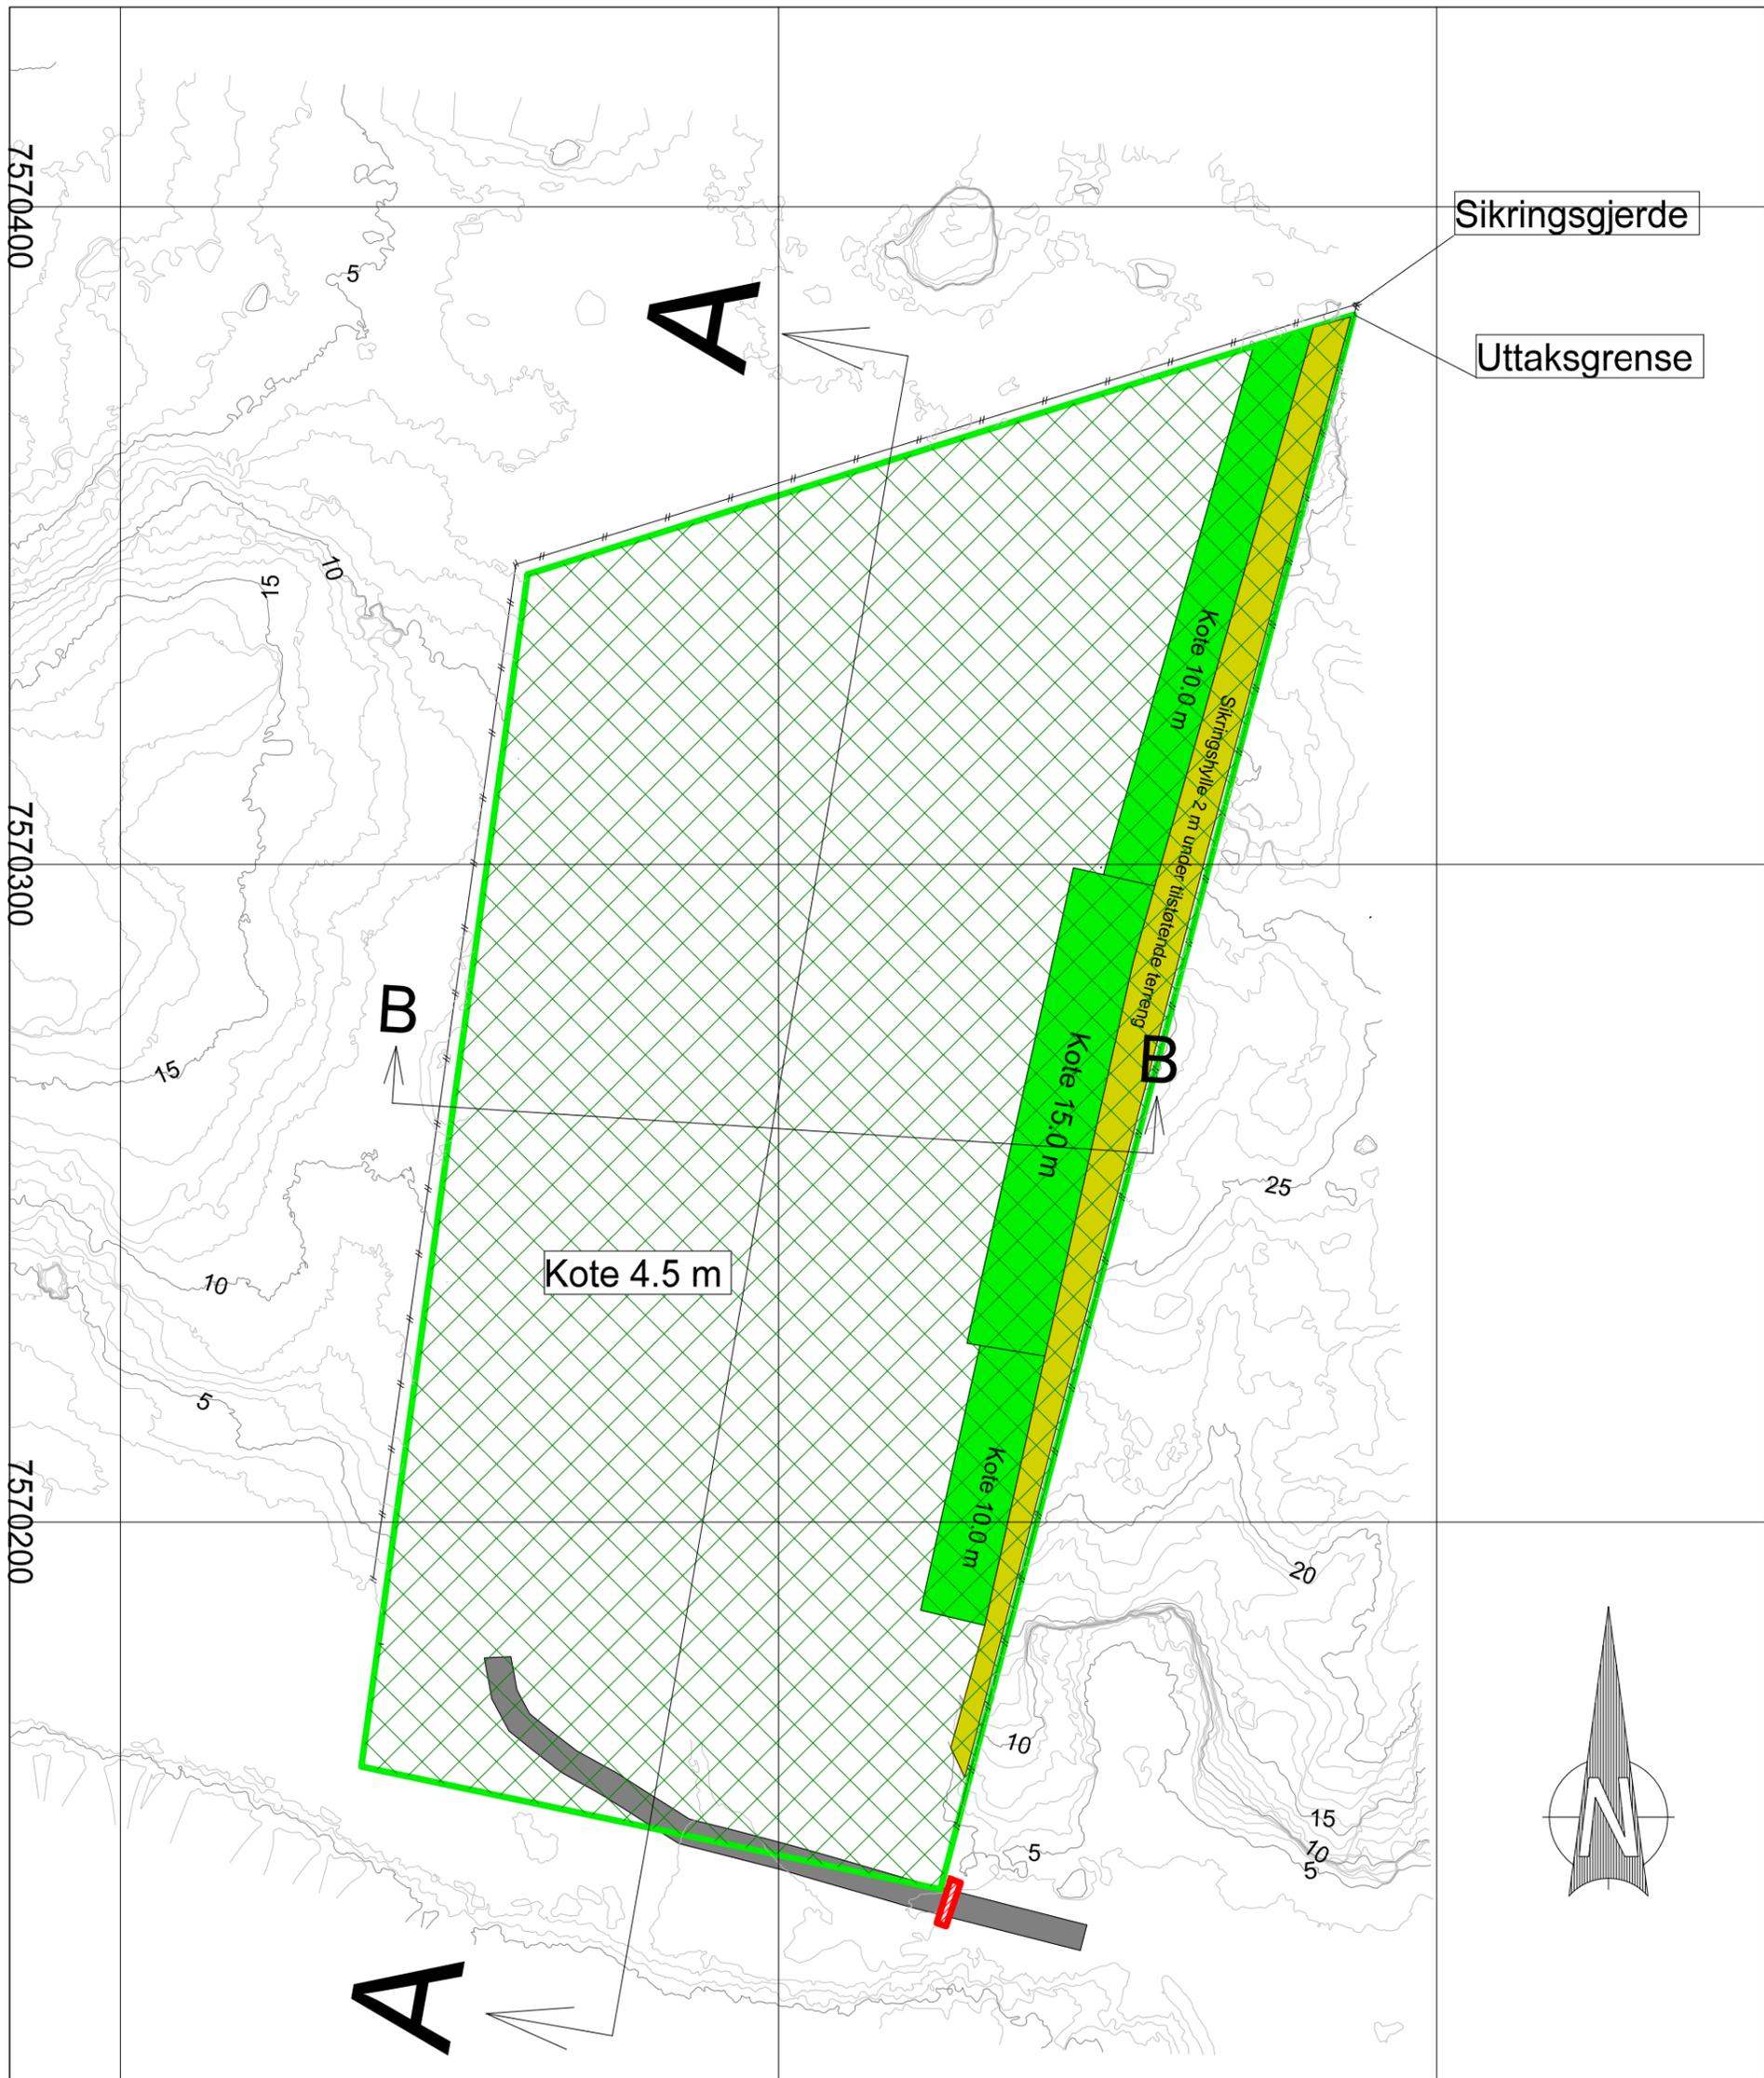 7570400
Sikringsgjerde
5
A
Uttaksgrense
10
15
Kote 10.0 m
Sikringshylle 2 m under tilstøtende terreng
7570300
B
Kote 15.0 m
B
15
25
Kote 4.5 m
10
5
Kote 10.0 m
7570200
20
10
N
15
5
10
5
A